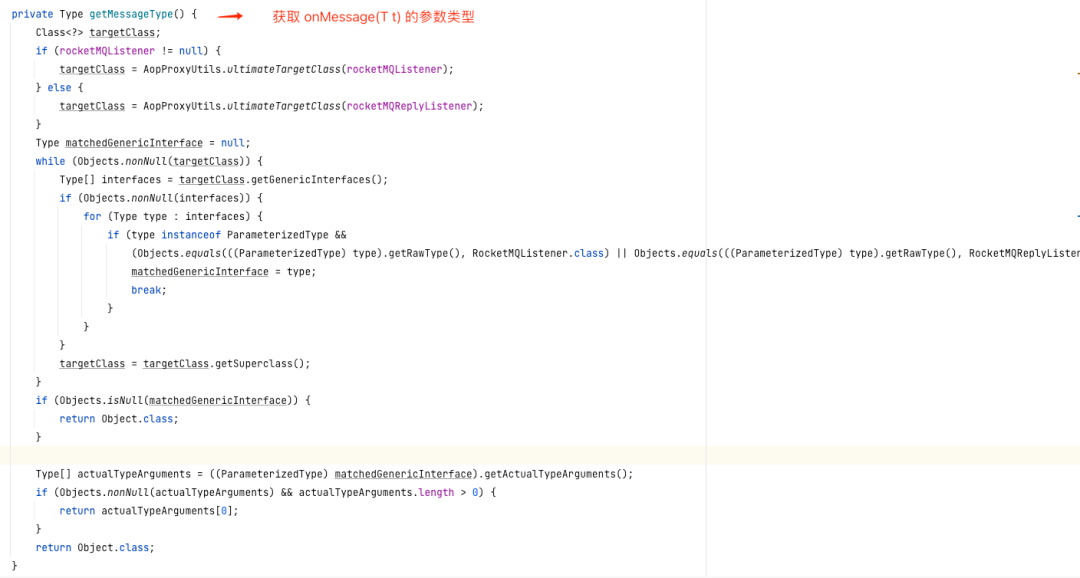 private Type getMessageType() { 获取 onMessage(T t) 的参数类型
Class<?> targetClass;
if (rocketMQListener != null) {
targetClass = AopProxyUtils.ultimateTargetClass(rocketMQListener);
} else {
targetClass = AopProxyUtils.ultimateTargetClass(rocketMQReplyListener);
}
Type matchedGenericInterface = null;
while (Objects.nonNull(targetClass)) {
Type[] interfaces = targetClass.getGenericInterfaces();
if (Objects.nonNull(interfaces)) {
for (Type type : interfaces) {
if (type instanceof ParameterizedType &&
(Objects.equals(((ParameterizedType) type).getRawType(), RocketMQListener.class) || Objects.equals(((ParameterizedType) type).getRawType(), RocketMQReplyListen
matchedGenericInterface = type;
break;
}
}
}
targetClass = targetClass.getSuperclass();
}
if (Objects.isNull(matchedGenericInterface)) {
return Object.class;
}
Type[] actualTypeArguments = ((ParameterizedType) matchedGenericInterface).getActualTypeArguments();
if (Objects.nonNull(actualTypeArguments) && actualTypeArguments.length > 0) {
return actualTypeArguments[0];
}
return Object.class;
}